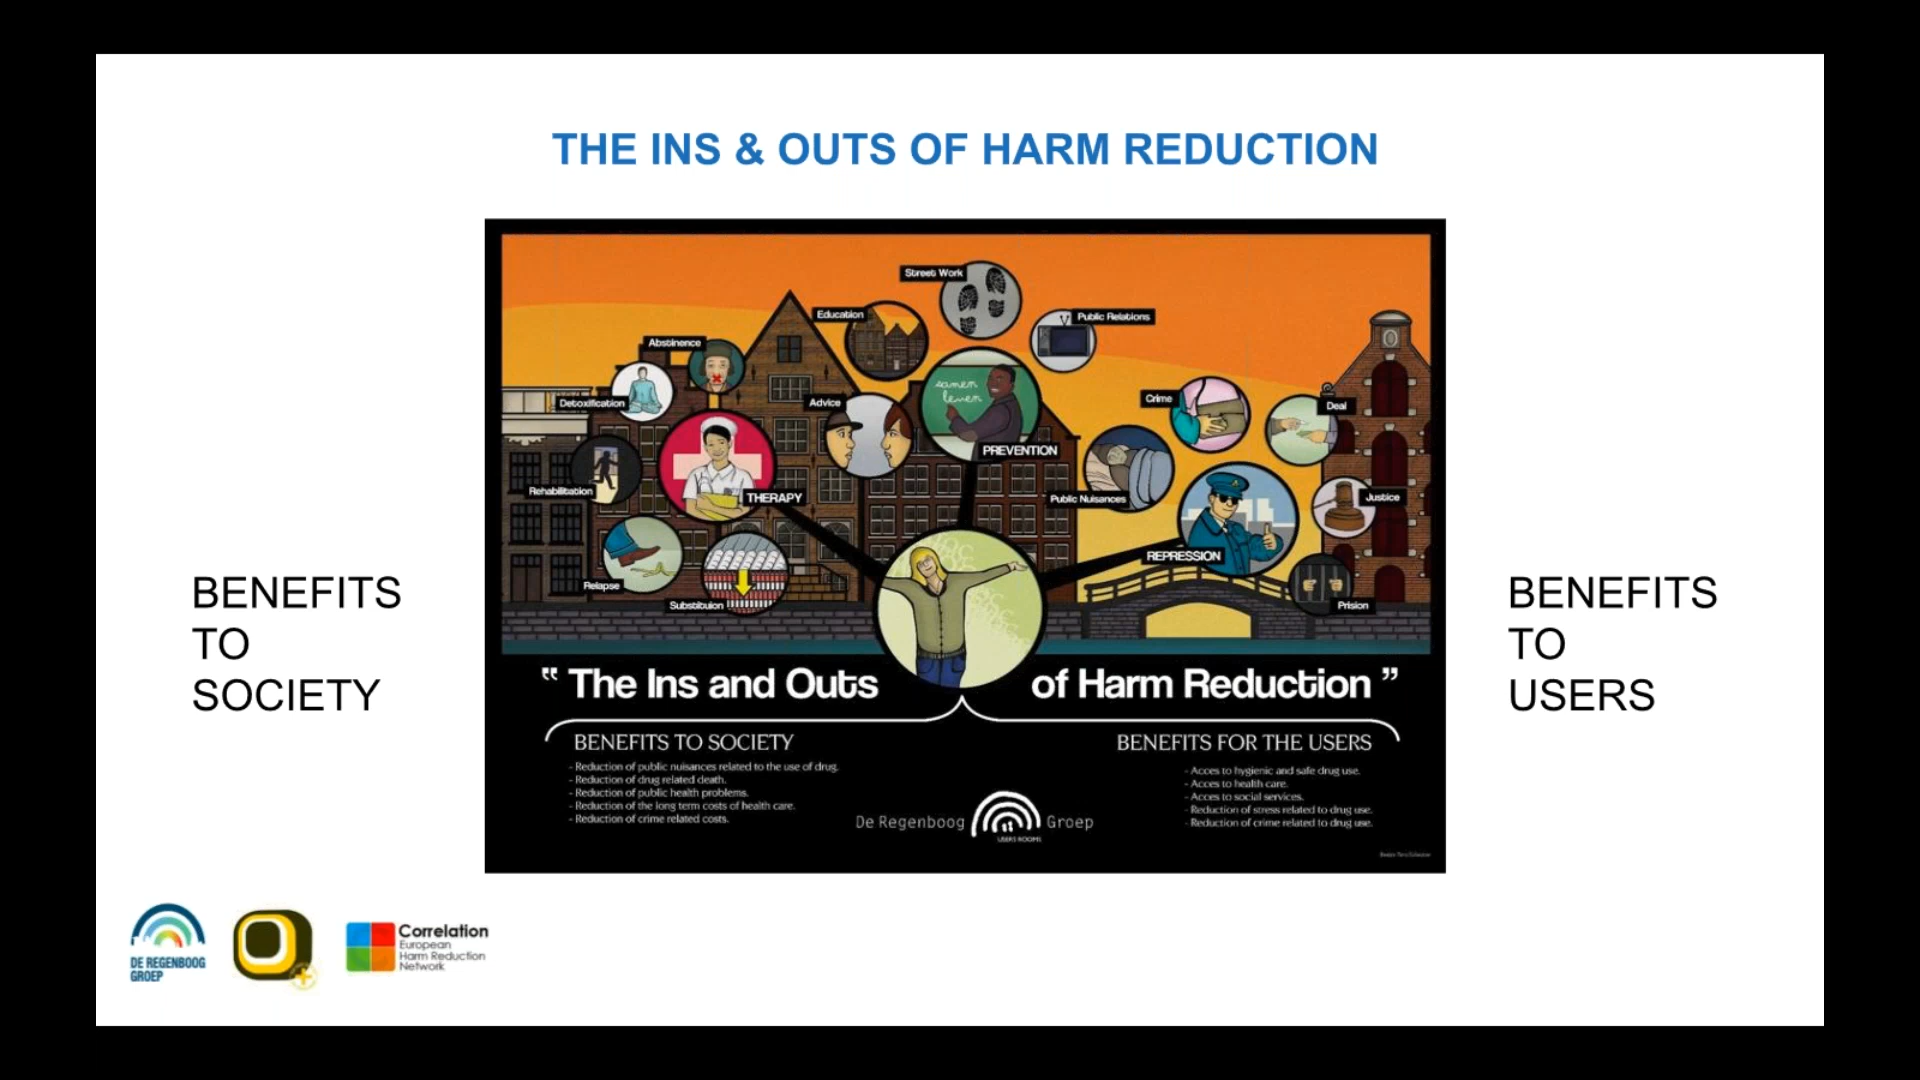 THE INS & OUTS OF HARM REDUCTION
Street Work
Education
Public Relations
Abstinence
samen
leven
Detoxification
Advice
Crime
Deal
PREVENTION
Rehabilitation
THERAPY
Public Nuisances
Justice
REPRESSION
Relapse
Substituion
Prision
BENEFITS
TO
SOCIETY
BENEFITS
TO
USERS
“ The Ins and Outs of Harm Reduction ”
BENEFITS TO SOCIETY
- Reduction of public nuisances related to the use of drug.
- Reduction of drug related death.
- Reduction of public health problems.
- Reduction of the long term costs of health care.
- Reduction of crime related costs.
BENEFITS FOR THE USERS
- Acces to hygienic and safe drug use.
- Acces to health care.
- Acces to social services.
- Reduction of stress related to drug use.
- Reduction of crime related to drug use.
De Regenboog Groep
USERS ROOMS
DE REGENBOOG
GROEP
Correlation
European
Harm Reduction
Network